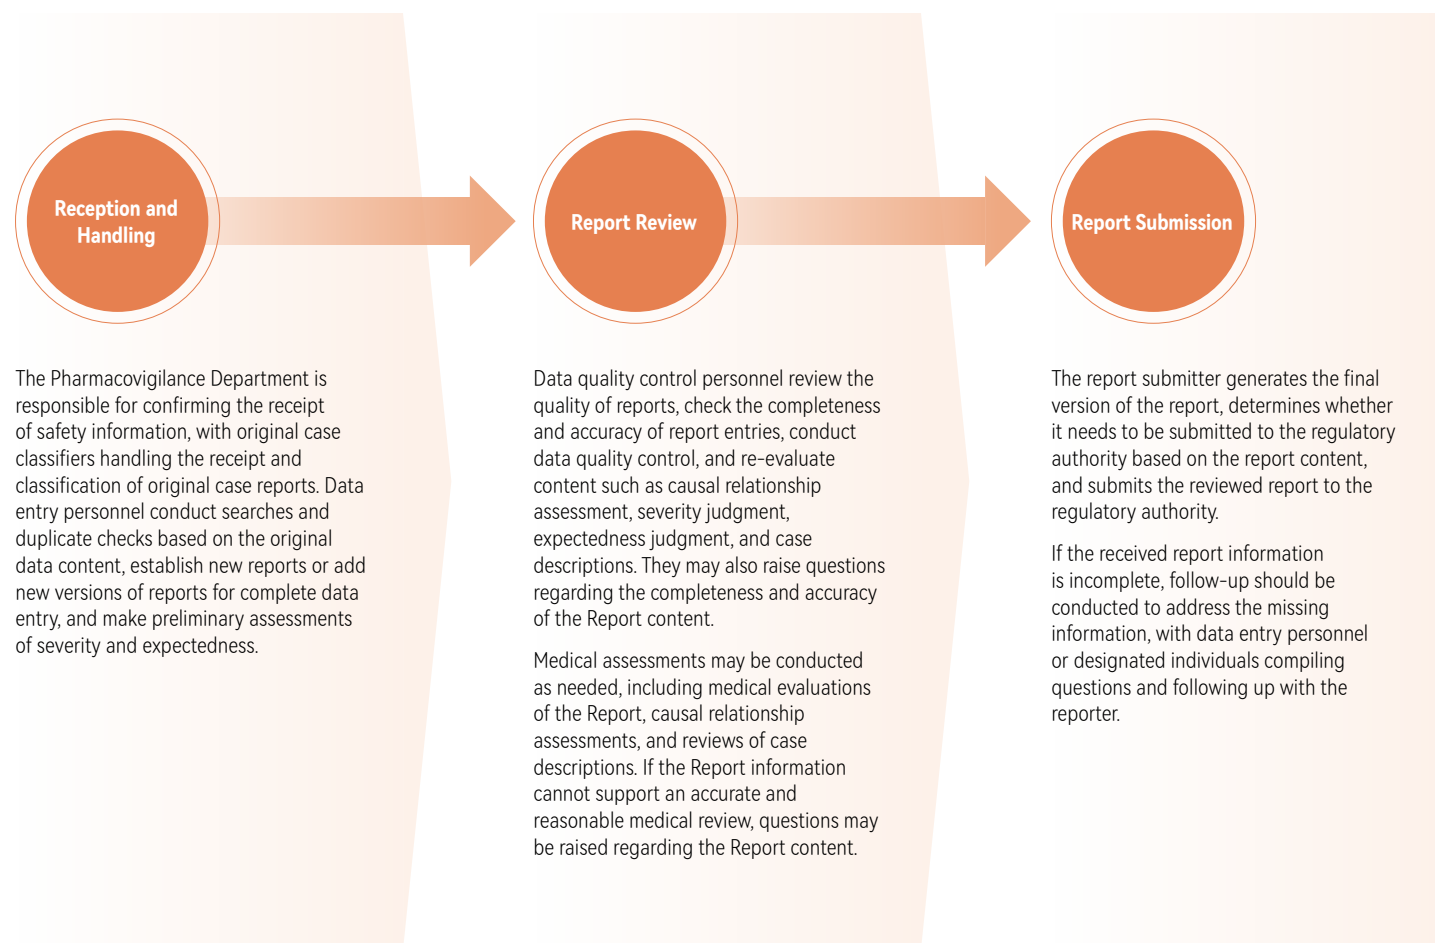 Reception and
Handling
The Pharmacovigilance Department is
responsible for confirming the receipt
of safety information, with original case
classifiers handling the receipt and
classification of original case reports. Data
entry personnel conduct searches and
duplicate checks based on the original
data content, establish new reports or add
new versions of reports for complete data
entry, and make preliminary assessments
of severity and expectedness.
Report Review
Data quality control personnel review the
quality of reports, check the completeness
and accuracy of report entries, conduct
data quality control, and re-evaluate
content such as causal relationship
assessment, severity judgment,
expectedness judgment, and case
descriptions. They may also raise questions
regarding the completeness and accuracy
of the Report content.
Medical assessments may be conducted
as needed, including medical evaluations
of the Report, causal relationship
assessments, and reviews of case
descriptions. If the Report information
cannot support an accurate and
reasonable medical review, questions may
be raised regarding the Report content.
Report Submission
The report submitter generates the final
version of the report, determines whether
it needs to be submitted to the regulatory
authority based on the report content,
and submits the reviewed report to the
regulatory authority.
If the received report information
is incomplete, follow-up should be
conducted to address the missing
information, with data entry personnel
or designated individuals compiling
questions and following up with the
reporter.